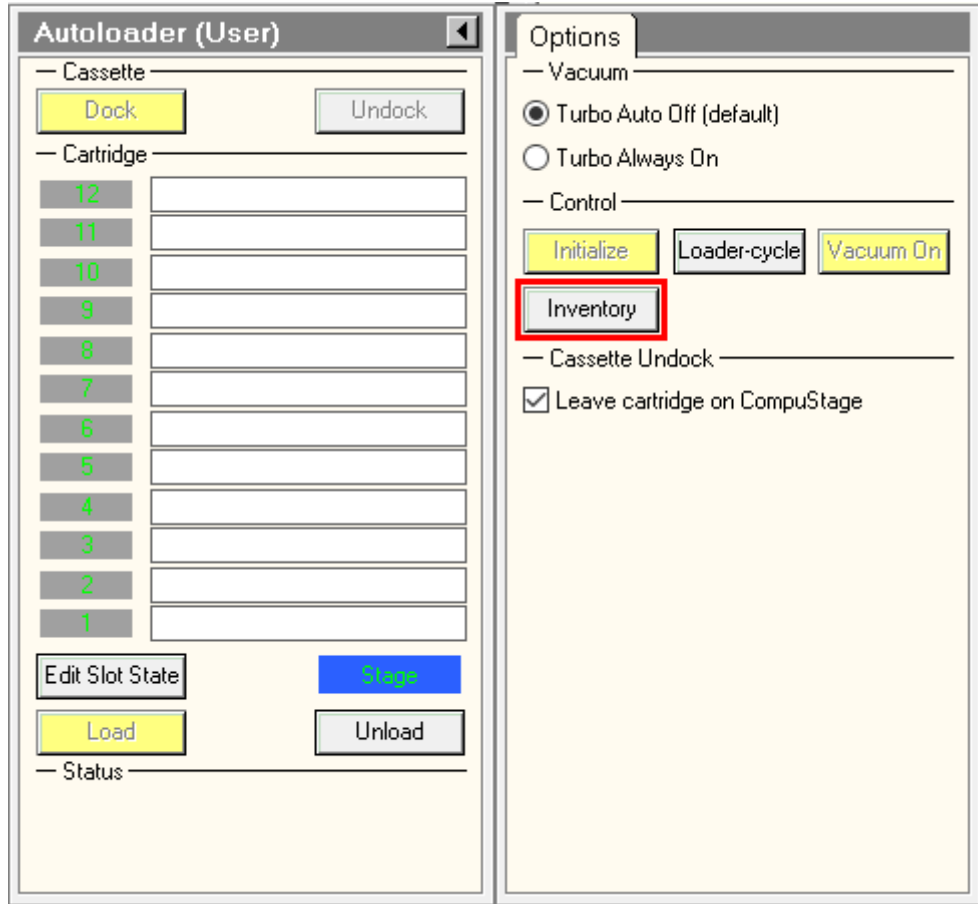 Autoloader (User)
Cassette
Dock Undock
Cartridge
12
11
10
9
8
7
6
5
4
3
2
1
Edit Slot State Stage
Load Unload
Status
Options
Vacuum
Turbo Auto Off (default)
Turbo Always On
Control
Initialize Loader-cycle Vacuum On
Inventory
Cassette Undock
Leave cartridge on CompuStage